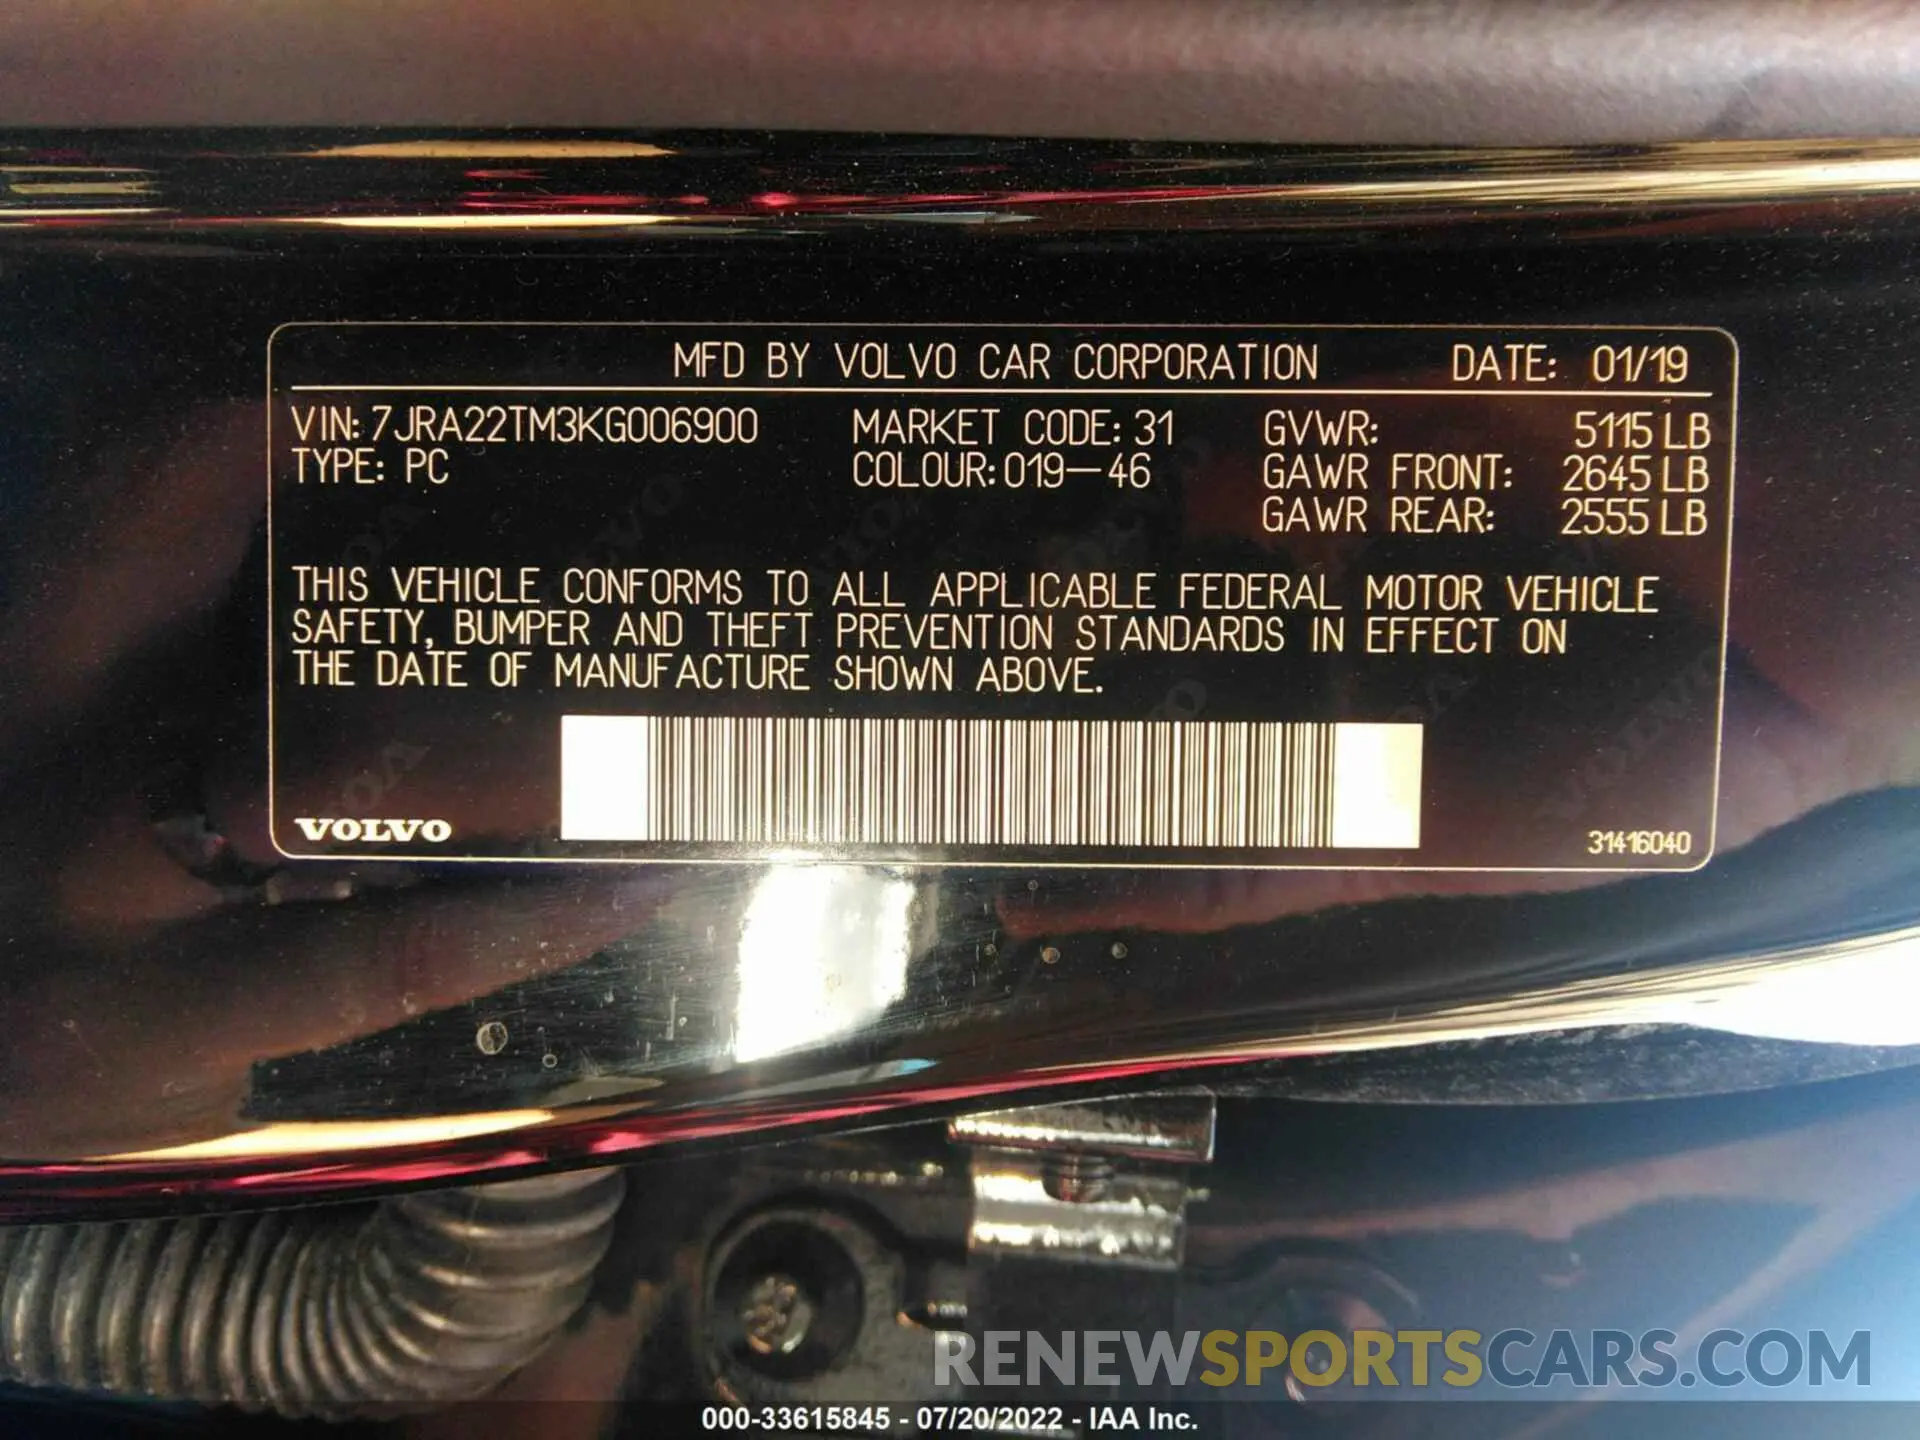 MFD BY VOLVO CAR CORPORATION DATE: 01/19
VIN: 7JRA22TM3KG006900 MARKET CODE: 31 GVWR: 5115 LB
TYPE: PC COLOUR: 019-46 GAWR FRONT: 2645 LB
GAWR REAR: 2555 LB
THIS VEHICLE CONFORMS TO ALL APPLICABLE FEDERAL MOTOR VEHICLE
SAFETY, BUMPER AND THEFT PREVENTION STANDARDS IN EFFECT ON
THE DATE OF MANUFACTURE SHOWN ABOVE.
VOLVO
31416040
RENEWSPORTSCARS.COM
000-33615845 - 07/20/2022 - IAA Inc.